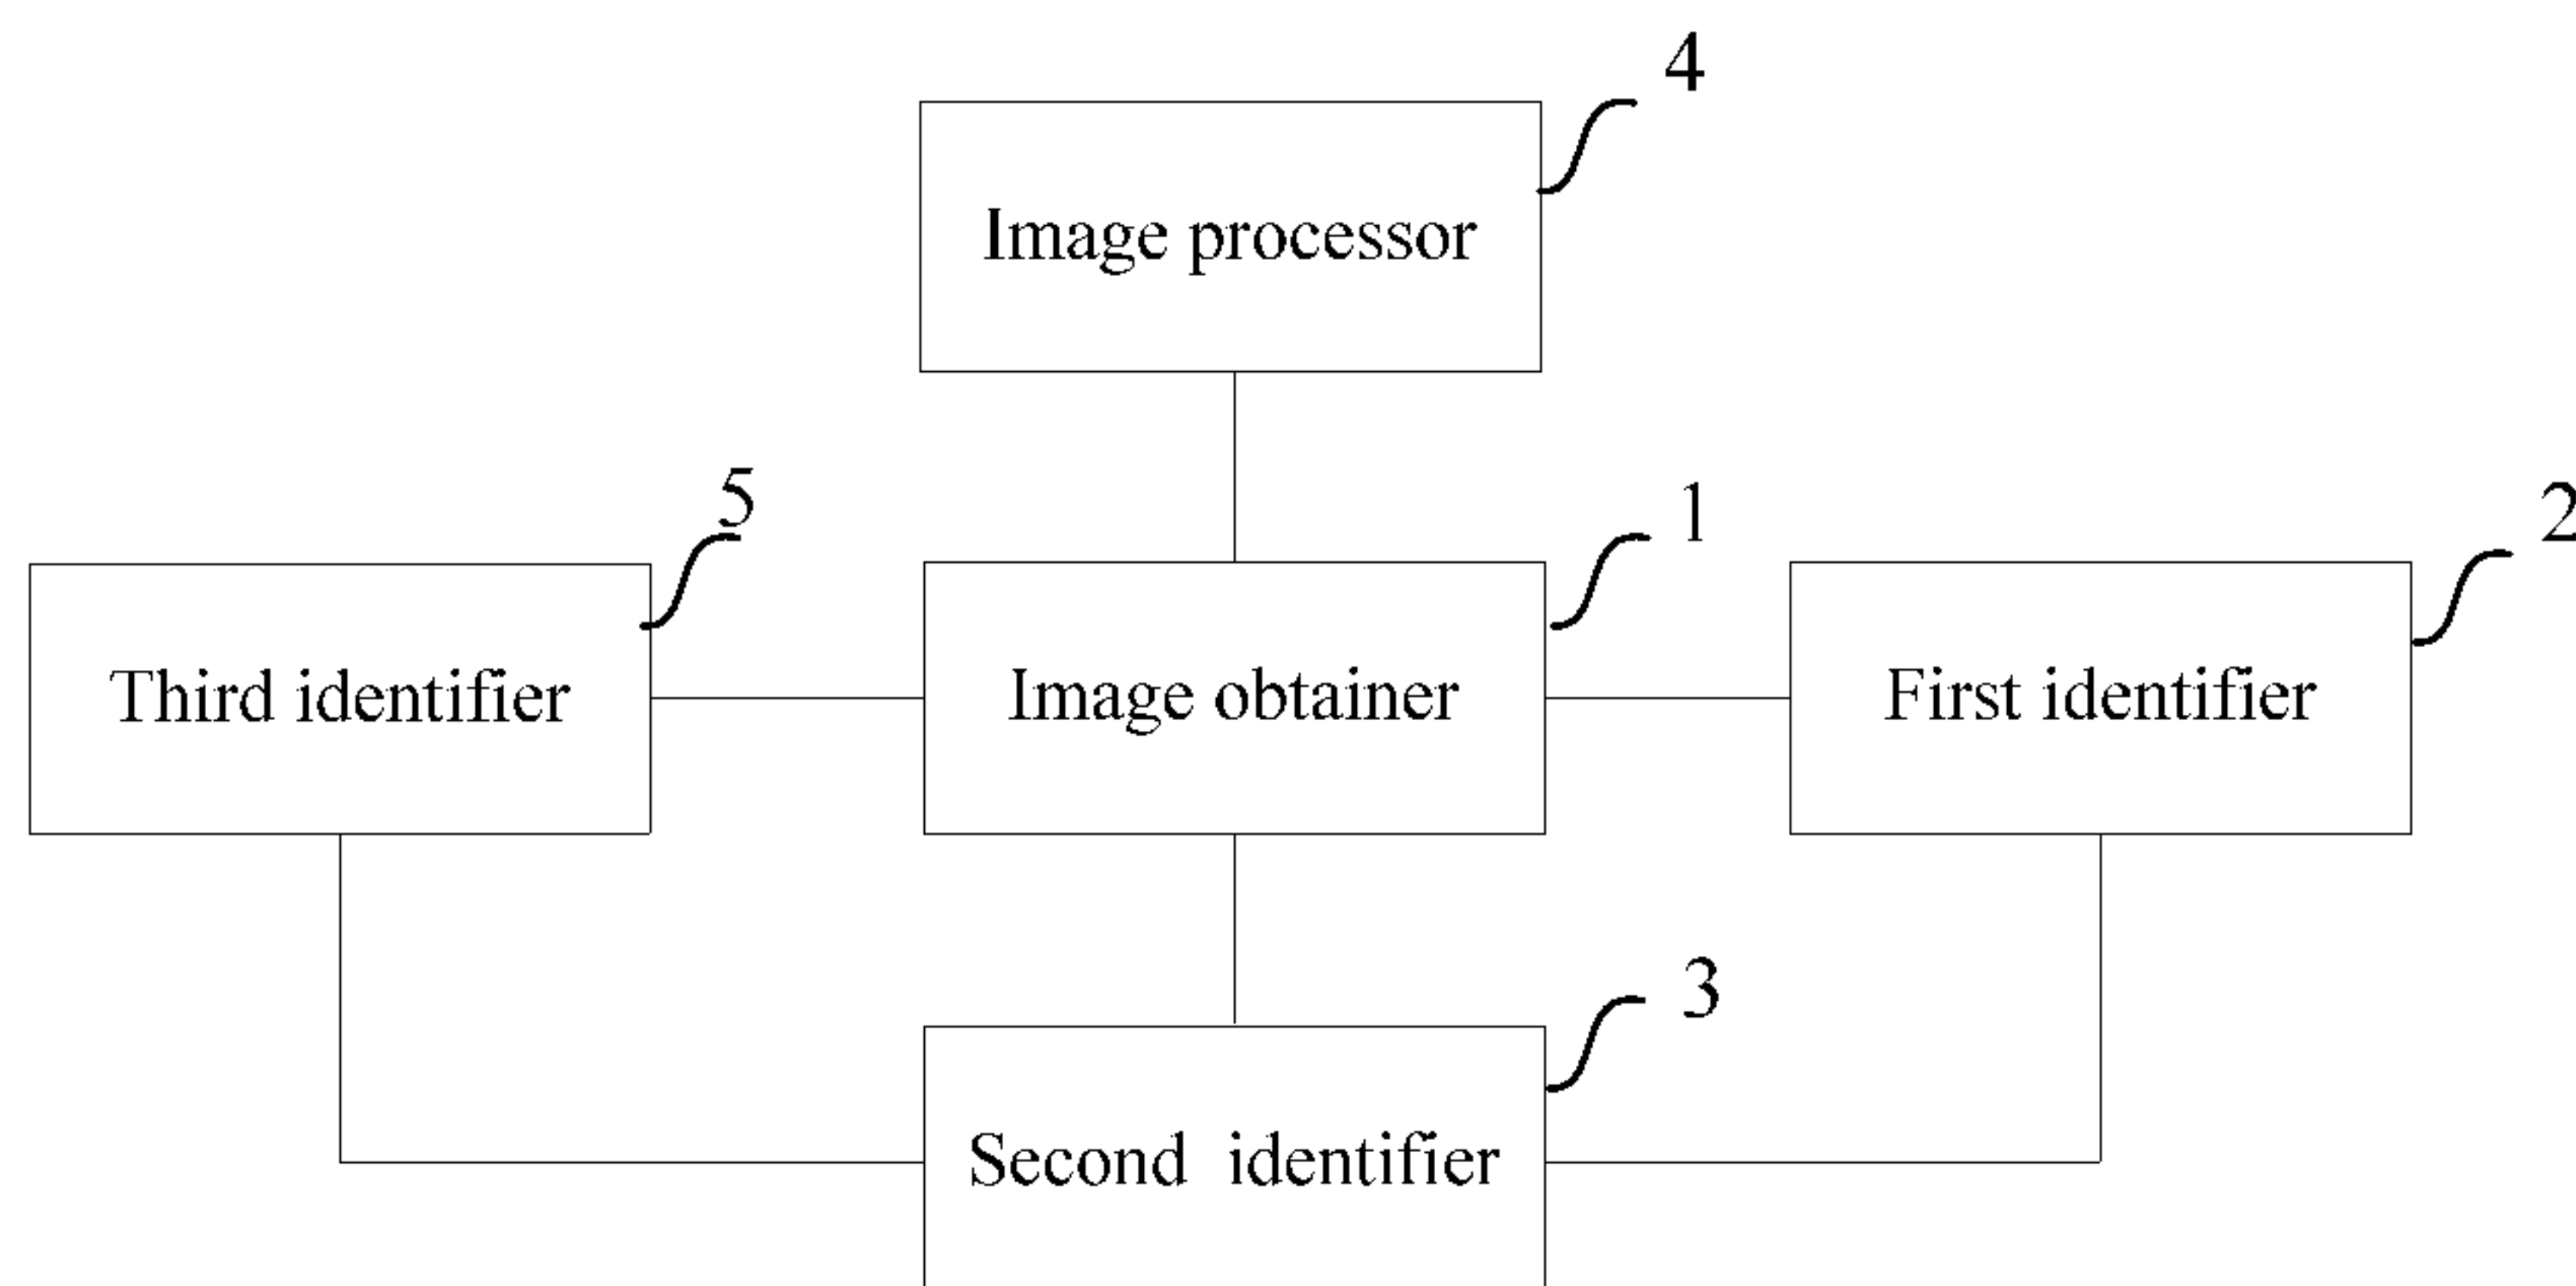 4
Image processor
5
1
2
Third identifier
Image obtainer
First identifier
3
Second identifier